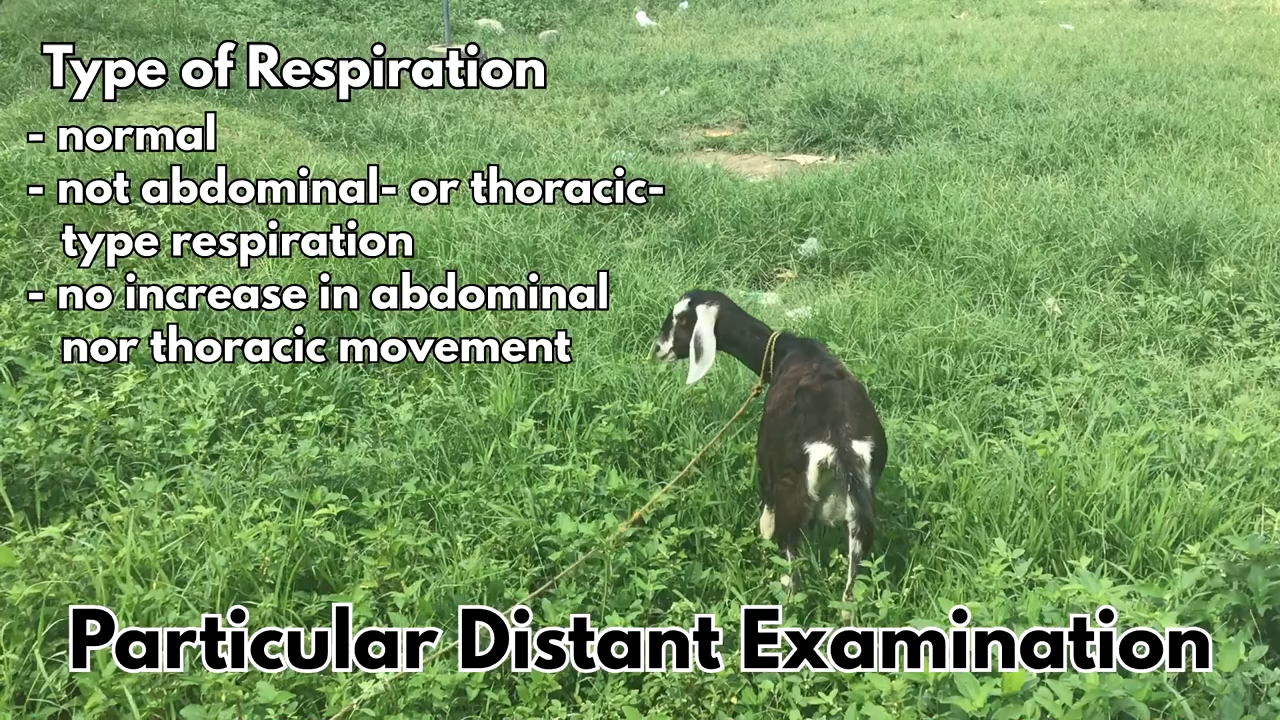 Type of Respiration
- normal
- not abdominal- or thoracic-
type respiration
- no increase in abdominal
nor thoracic movement
Particular Distant Examination